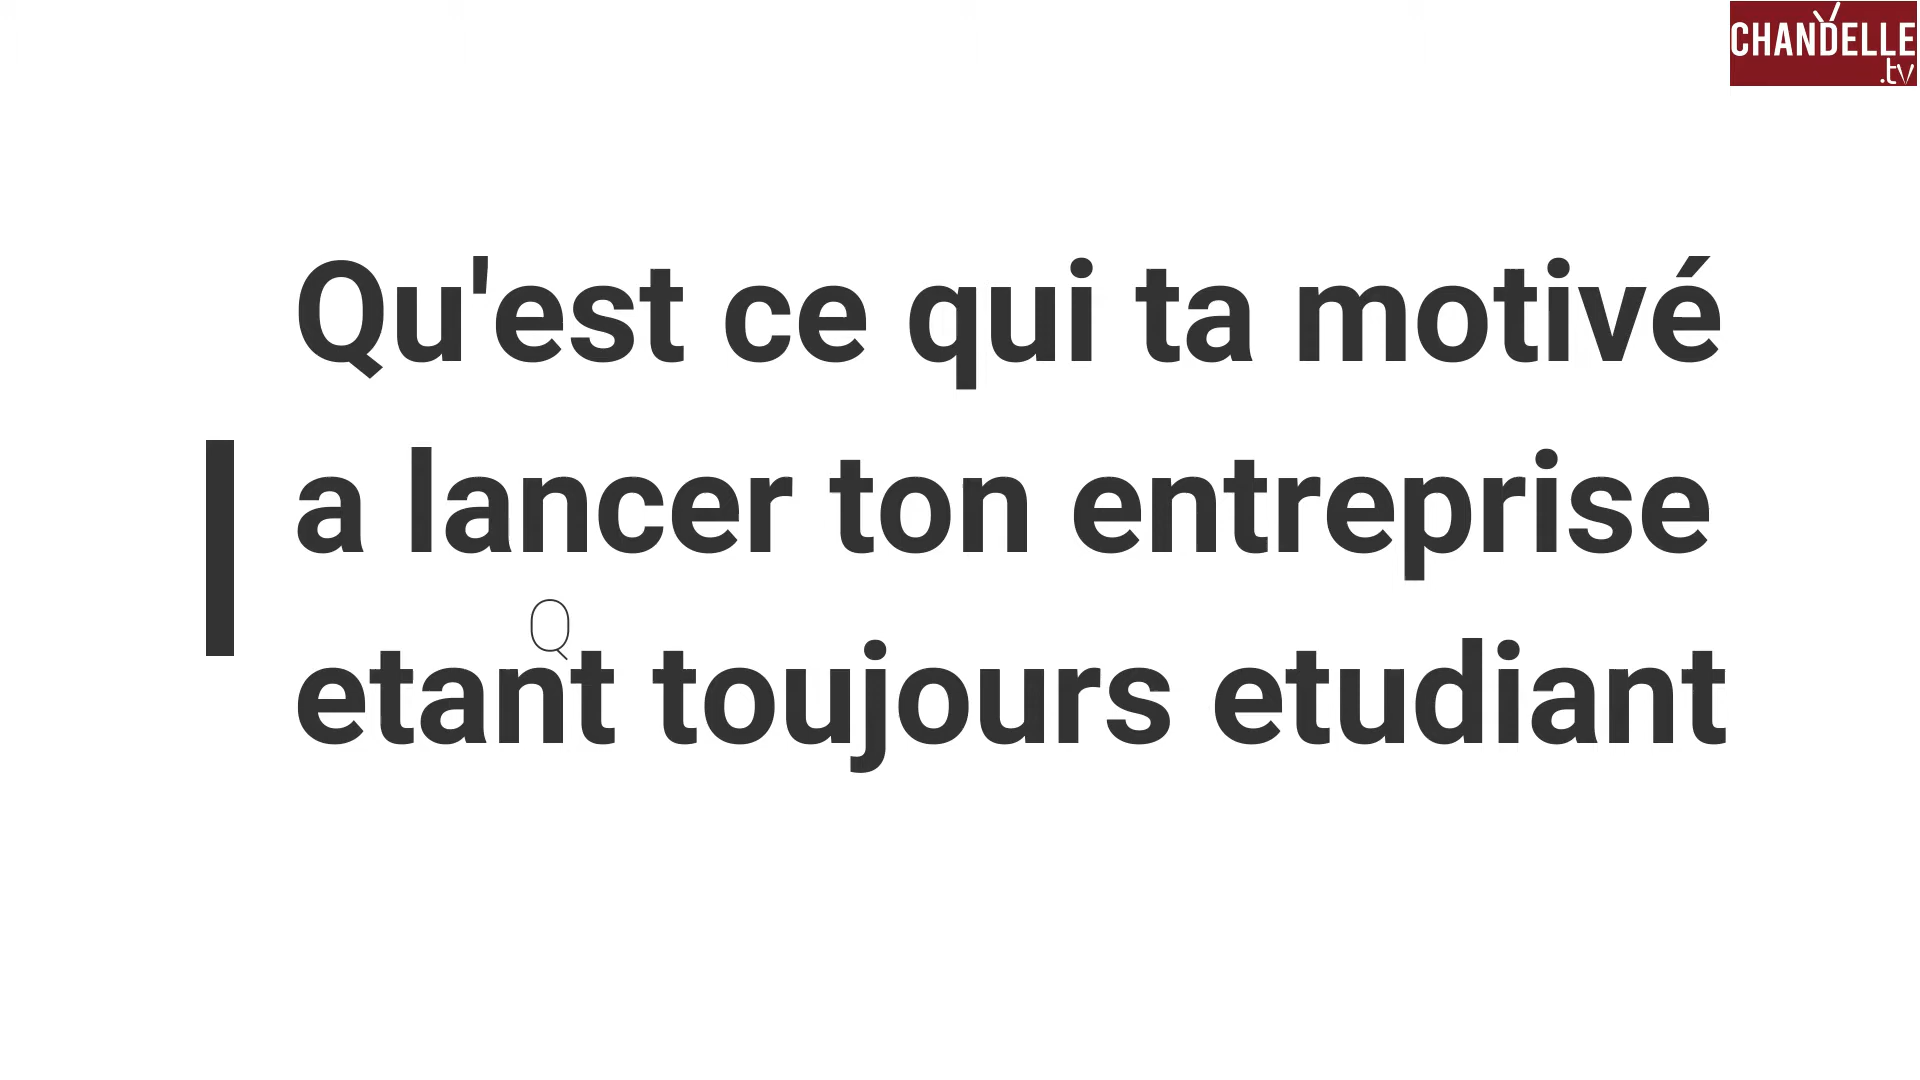 CHANDELLE
.tv
Qu'est ce qui ta motivé
a lancer ton entreprise
Q
etant toujours etudiant